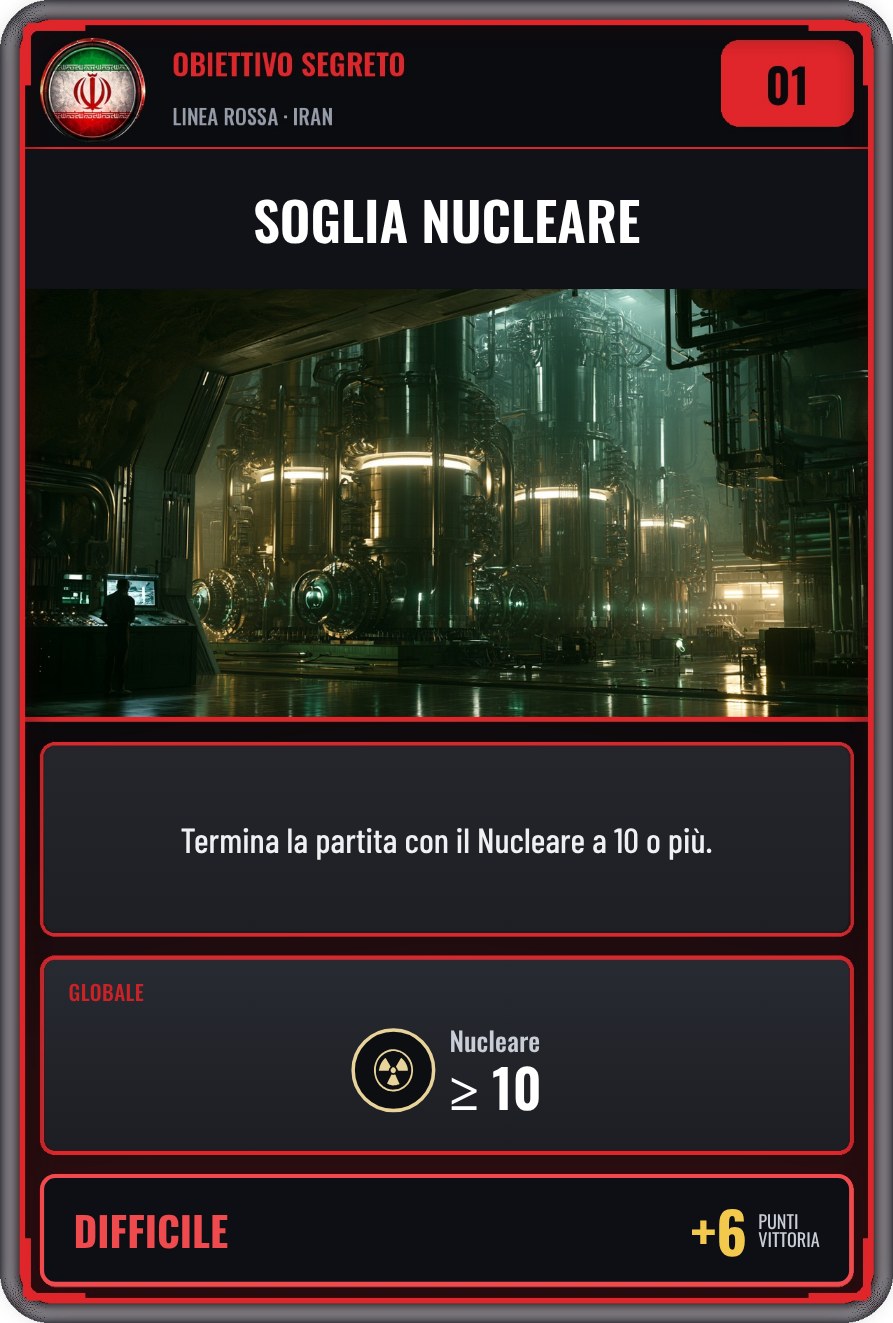 OBIETTIVO SEGRETO
LINEA ROSSA · IRAN
01
SOGLIA NUCLEARE
Termina la partita con il Nucleare a 10 o più.
GLOBALE
Nucleare
≥ 10
DIFFICILE
+6
PUNTI
VITTORIA